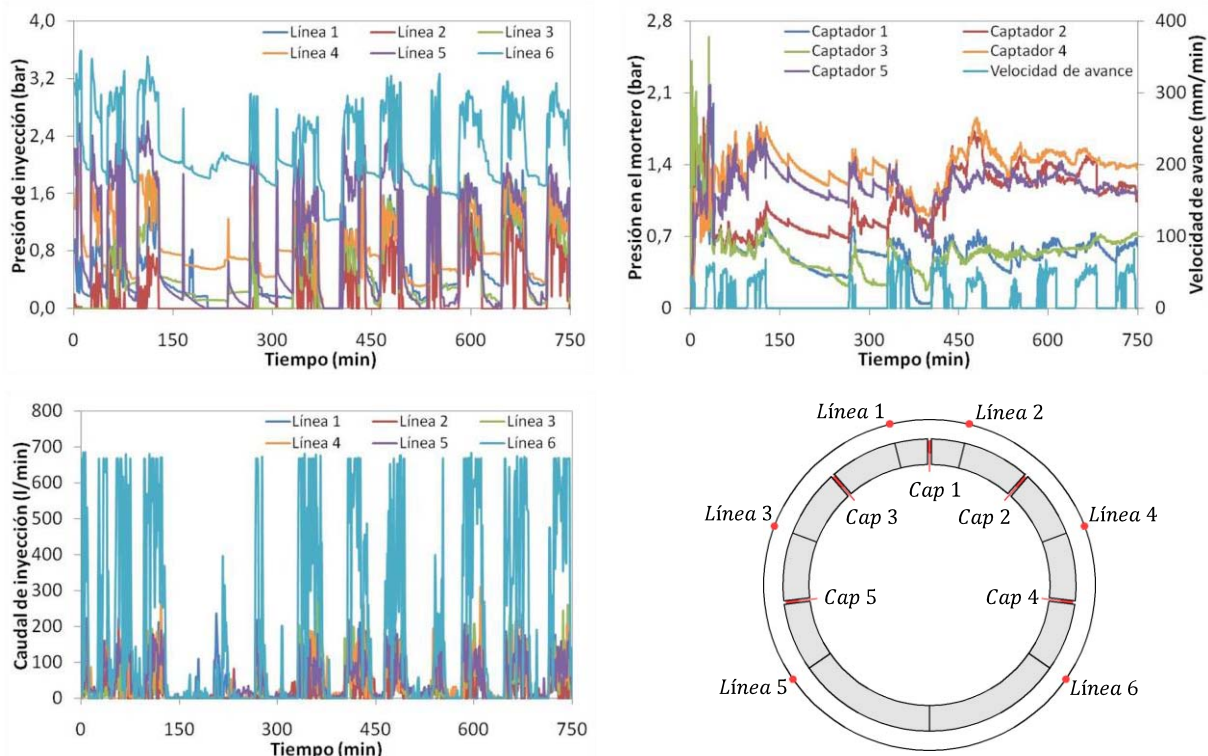 Presión de inyección (bar)
4,0
3,2
2,4
1,6
0,8
0,0
Línea 1
Línea 2
Línea 3
Línea 4
Línea 5
Línea 6
0 150 300 450 600 750
Tiempo (min)
Presión en el mortero (bar)
2,8
2,1
1,4
0,7
0
Captador 1
Captador 2
Captador 3
Captador 4
Captador 5
Velocidad de avance
400
300
200
100
0
Velocidad de avance (mm/min)
0 150 300 450 600 750
Tiempo (min)
Caudal de inyección (l/min)
800
700
600
500
400
300
200
100
0
Línea 1
Línea 2
Línea 3
Línea 4
Línea 5
Línea 6
0 150 300 450 600 750
Tiempo (min)
Línea 1
Línea 2
Cap 1
Línea 3
Cap 3
Cap 2
Línea 4
Cap 5
Cap 4
Línea 5
Línea 6